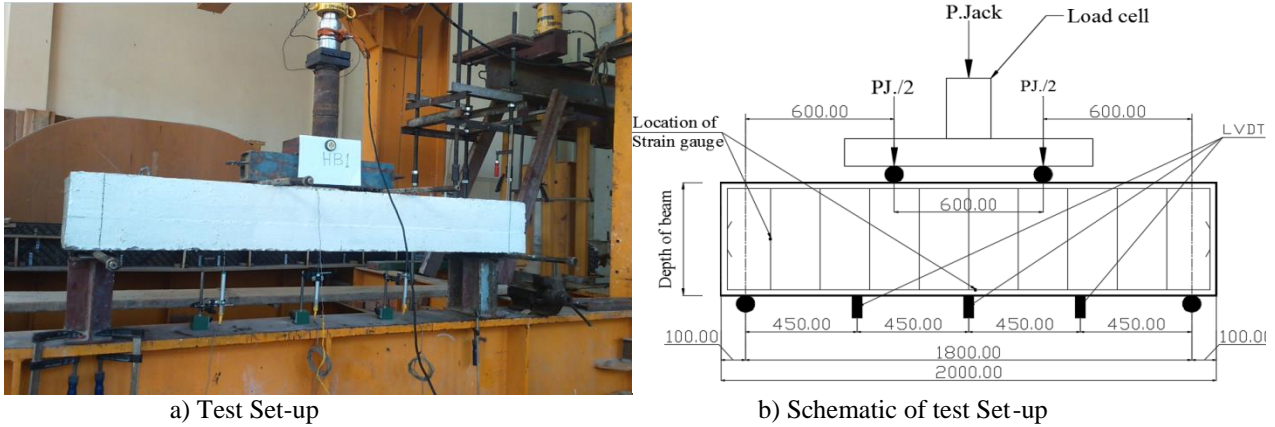 HB1
P.Jack
Load cell
PJ./2
PJ./2
600.00
600.00
Location of
Strain gauge
LVDT
600.00
Depth of beam
450.00
450.00
450.00
450.00
100.00
1800.00
100.00
2000.00
a) Test Set-up
b) Schematic of test Set-up